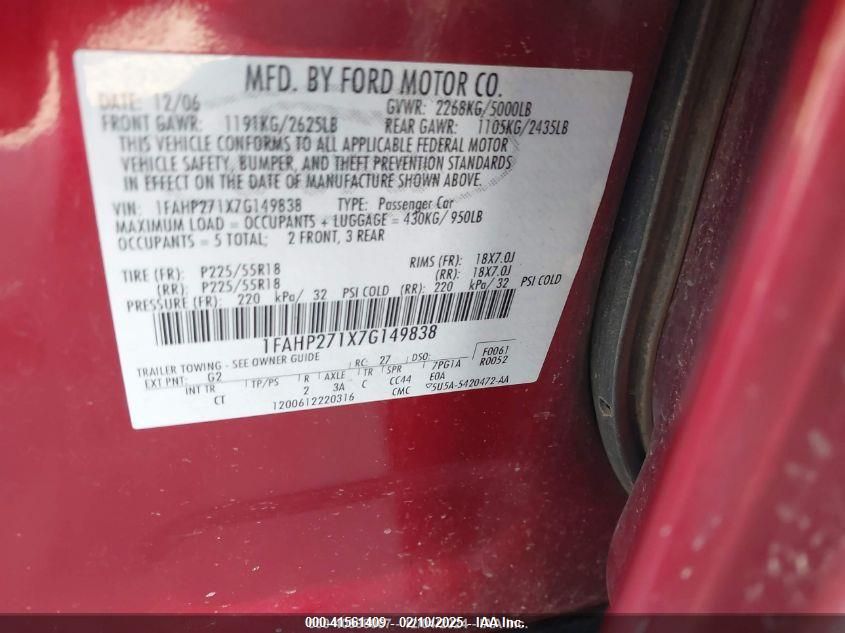 MFD. BY FORD MOTOR CO.
DATE: 12/06 GVWR: 2268KG/5000LB
FRONT GAWR: 1191KG/2625LB REAR GAWR: 1105KG/2435LB
THIS VEHICLE CONFORMS TO ALL APPLICABLE FEDERAL MOTOR
VEHICLE SAFETY, BUMPER, AND THEFT PREVENTION STANDARDS
IN EFFECT ON THE DATE OF MANUFACTURE SHOWN ABOVE.
VIN: 1FAHP271X7G149838 TYPE: Passenger Car
MAXIMUM LOAD = OCCUPANTS + LUGGAGE = 430KG/ 950LB
OCCUPANTS = 5 TOTAL; 2 FRONT, 3 REAR
TIRE (FR): P225/55R18 RIMS (FR): 18X7.0J
(RR): P225/55R18 (RR): 18X7.0J
PRESSURE (FR): 220 kPa/ 32 PSI COLD (RR): 220 kPa/ 32 PSI COLD
1FAHP271X7G149838
TRAILER TOWING - SEE OWNER GUIDE
EXT PNT: G2 RC: 27 DSO: F0061
R0052
INT TR TP/PS R AXLE TR SPR 7PG1A
CT 2 3A C CC44 E0A
1200612220316 CMC 5U5A-5420472-AA
000-41561409 - 02/10/2025 - IAA Inc.